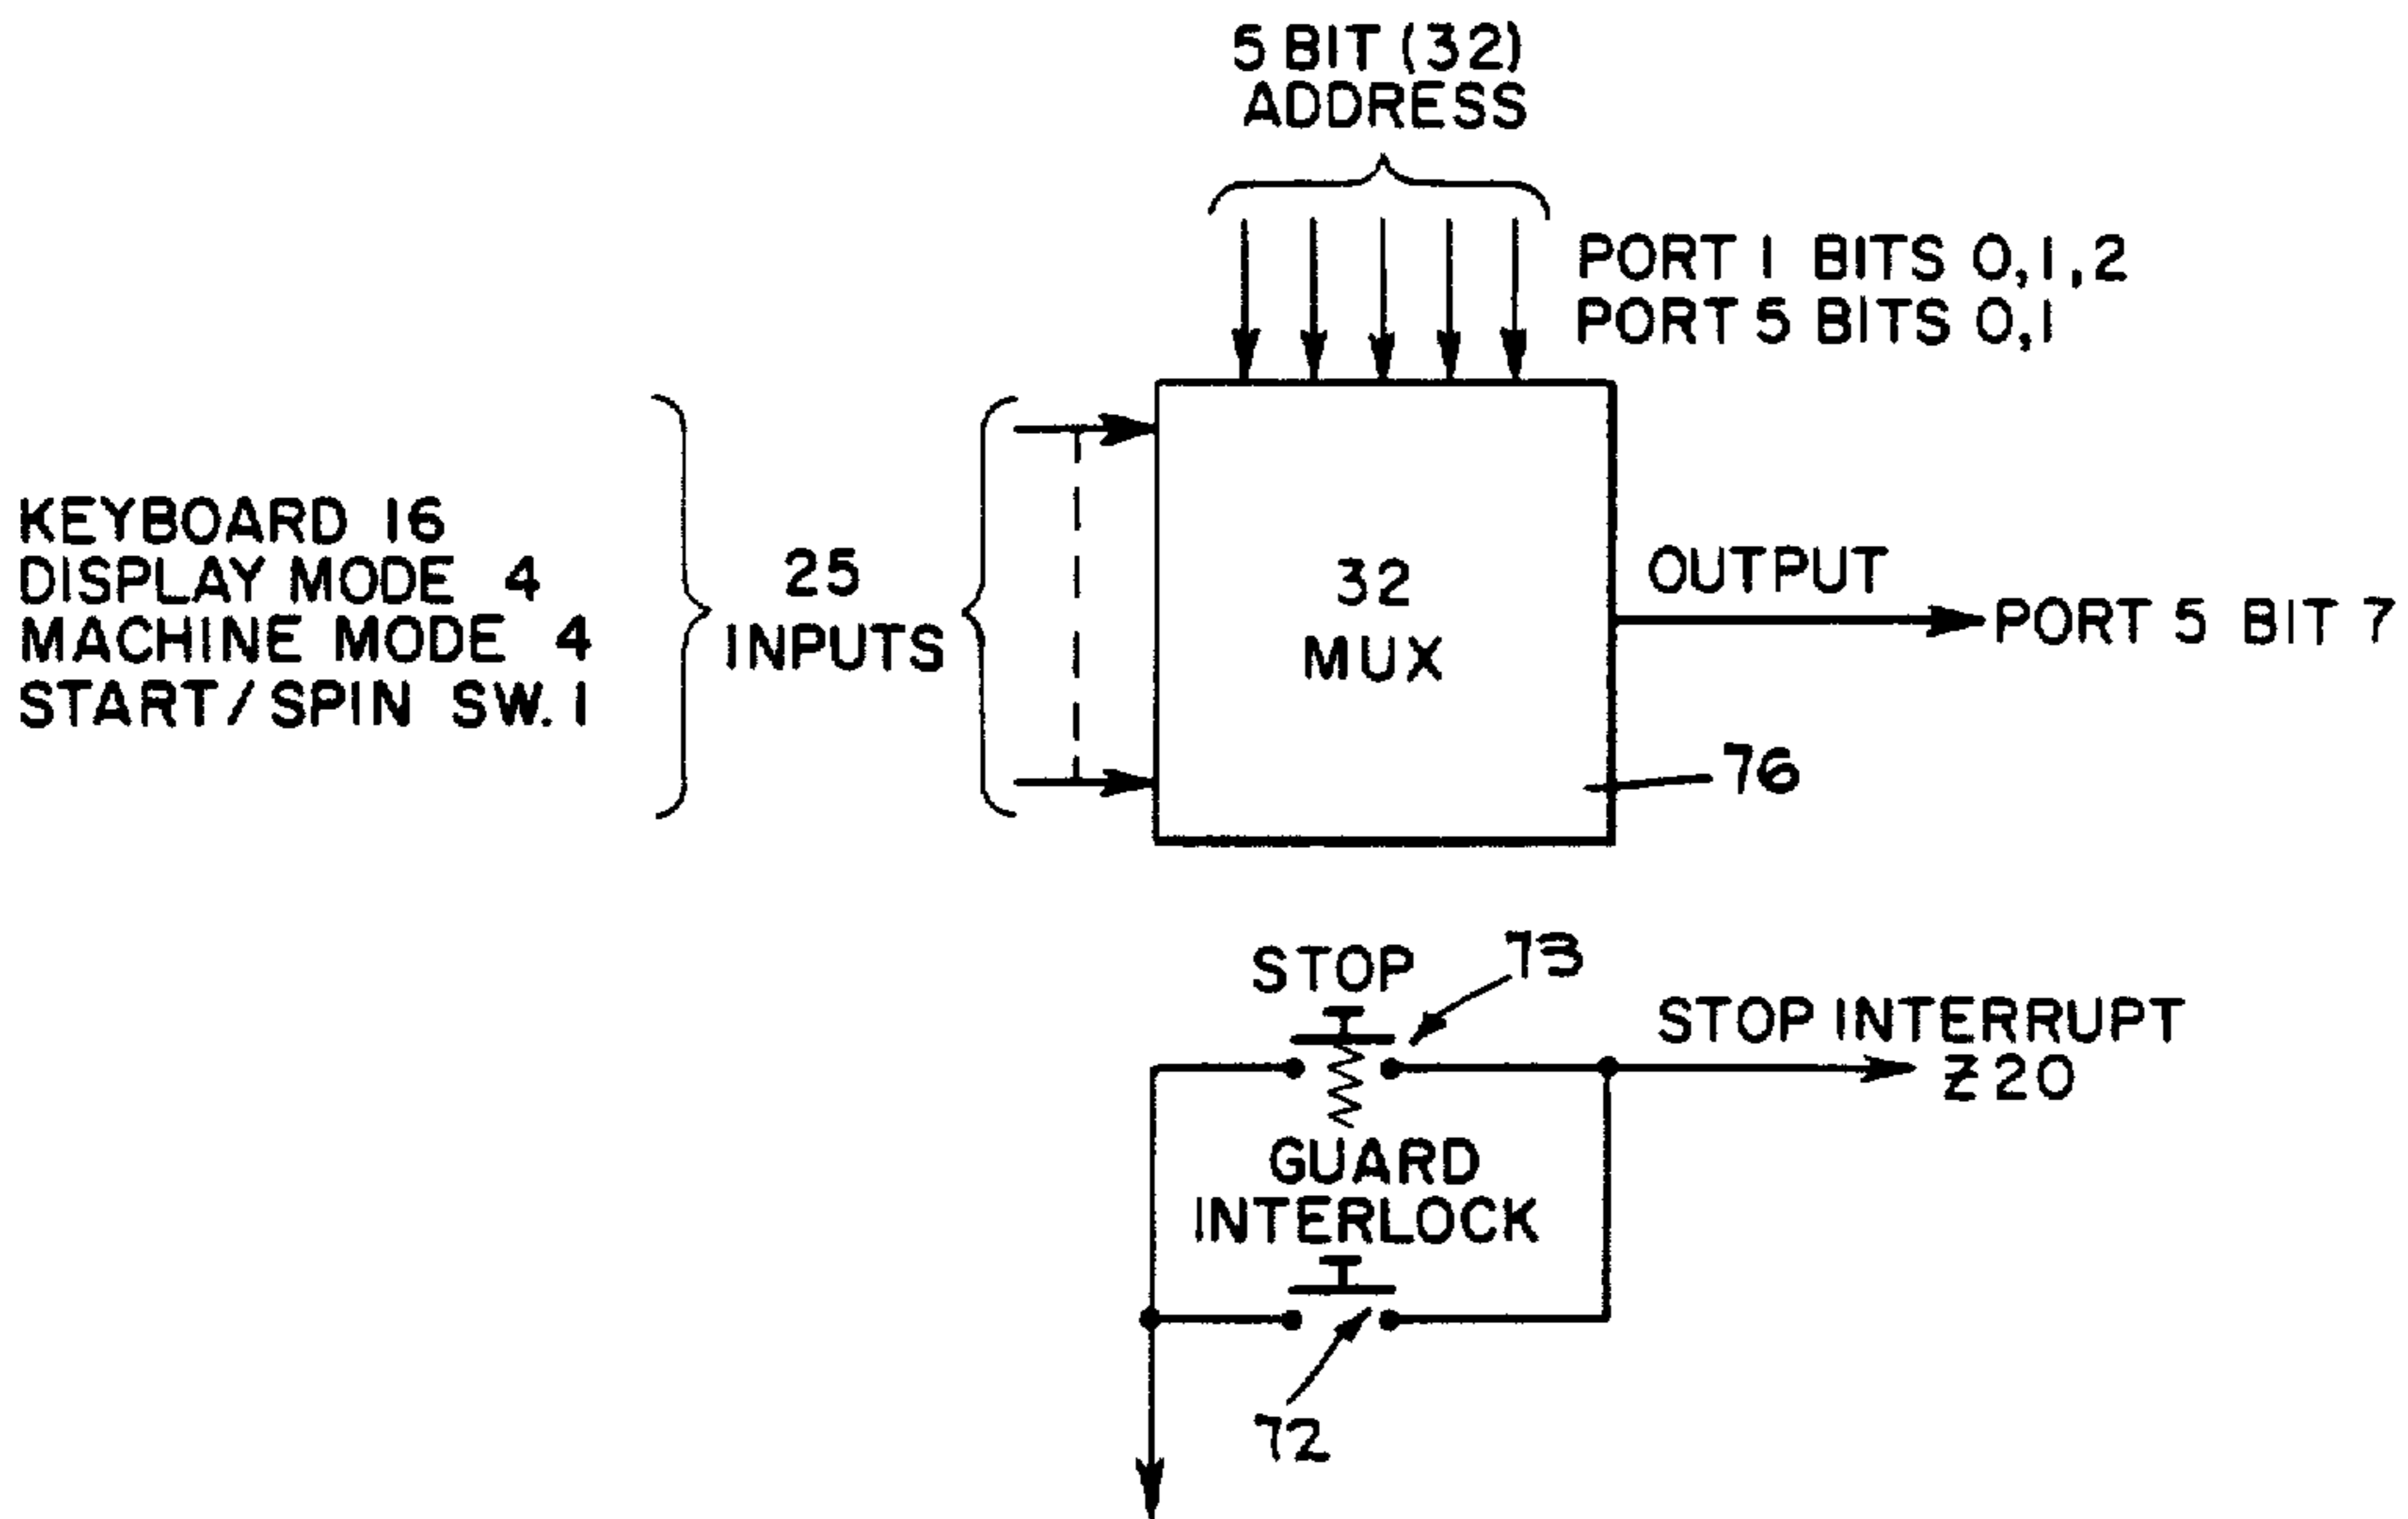 5 BIT (32)
ADDRESS
PORT 1 BITS 0,1,2
PORT 5 BITS 0,1
KEYBOARD 16
DISPLAY MODE 4
MACHINE MODE 4
START/SPIN SW. 1
25
INPUTS
32
MUX
OUTPUT
PORT 5 BIT 7
76
STOP
73
STOP INTERRUPT
Z20
GUARD
INTERLOCK
72